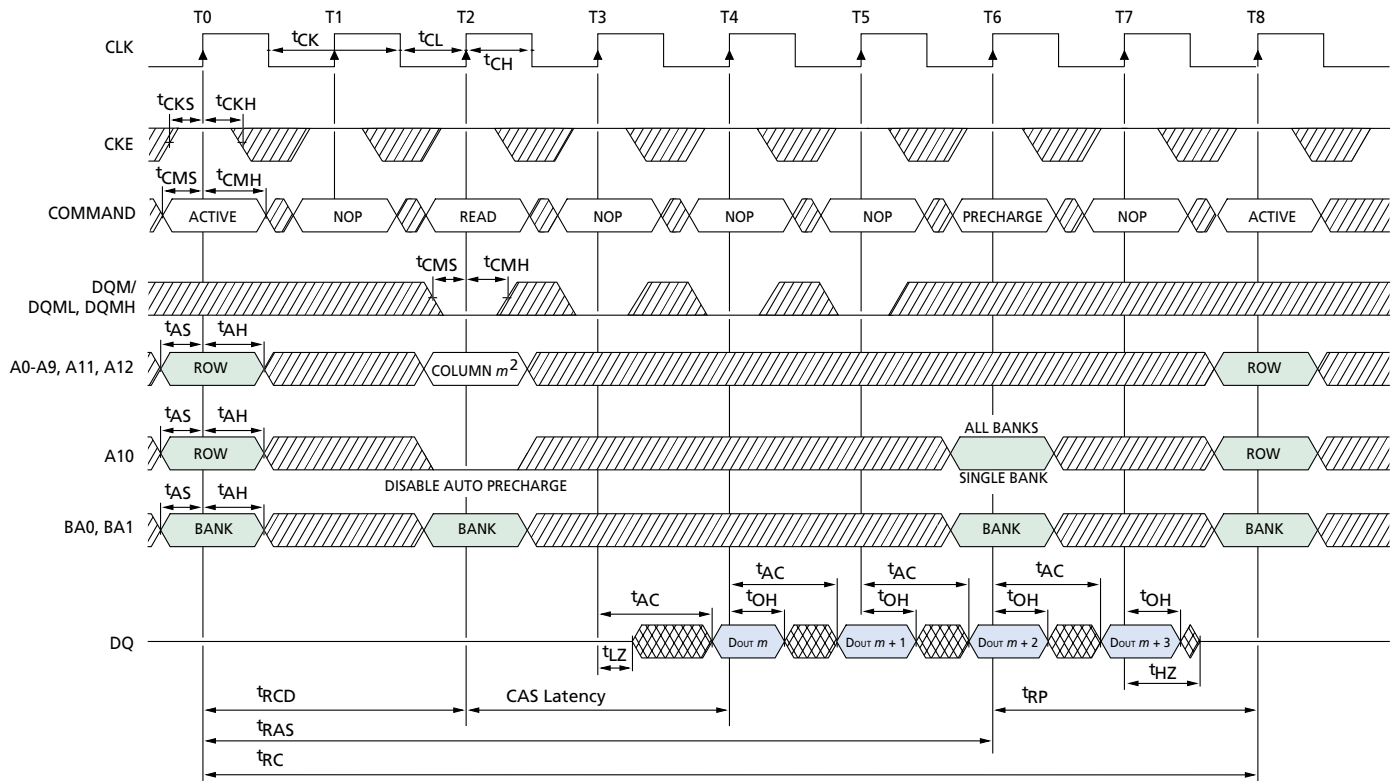 T0 T1 T2 T3 T4 T5 T6 T7 T8
CLK
tCK tCL
tCH
tCKS tCKH
CKE
tCMS tCMH
COMMAND ACTIVE NOP READ NOP NOP NOP PRECHARGE NOP ACTIVE
tCMS tCMH
DQM/
DQML, DQMH
tAS tAH
A0-A9, A11, A12 ROW COLUMN m2 ROW
tAS tAH
ALL BANKS
A10 ROW ROW
DISABLE AUTO PRECHARGE SINGLE BANK
tAS tAH
BA0, BA1 BANK BANK BANK BANK
tAC tAC tAC
tAC tOH tOH tOH tOH
DQ DOUT m DOUT m + 1 DOUT m + 2 DOUT m + 3
tLZ
tHZ
tRCD CAS Latency tRP
tRAS
tRC